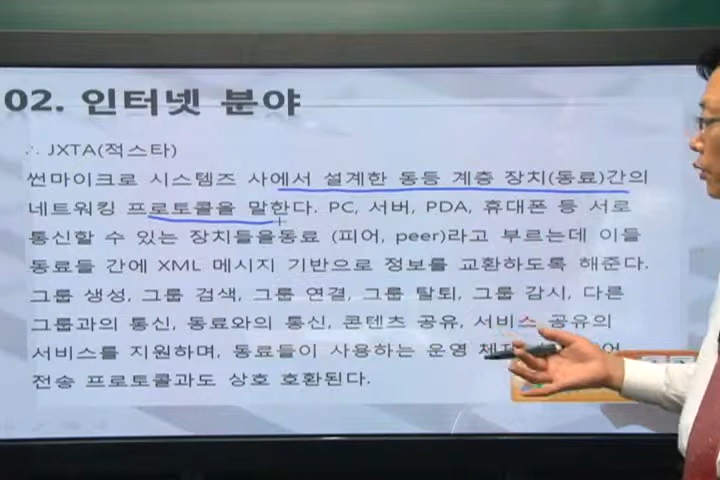 02. 인터넷 분야
∴ JXTA(적스타)
썬마이크로 시스템즈 사에서 설계한 동등 계층 장치(동료)간의
네트워킹 프로토콜을 말한다. PC, 서버, PDA, 휴대폰 등 서로
통신할 수 있는 장치들을동료 (피어, peer)라고 부르는데 이들
동료들 간에 XML 메시지 기반으로 정보를 교환하도록 해준다.
그룹 생성, 그룹 검색, 그룹 연결, 그룹 탈퇴, 그룹 감시, 다른
그룹과의 통신, 동료와의 통신, 콘텐츠 공유, 서비스 공유의
서비스를 지원하며, 동료들이 사용하는 운영
전송 프로토콜과도 상호 호환된다.